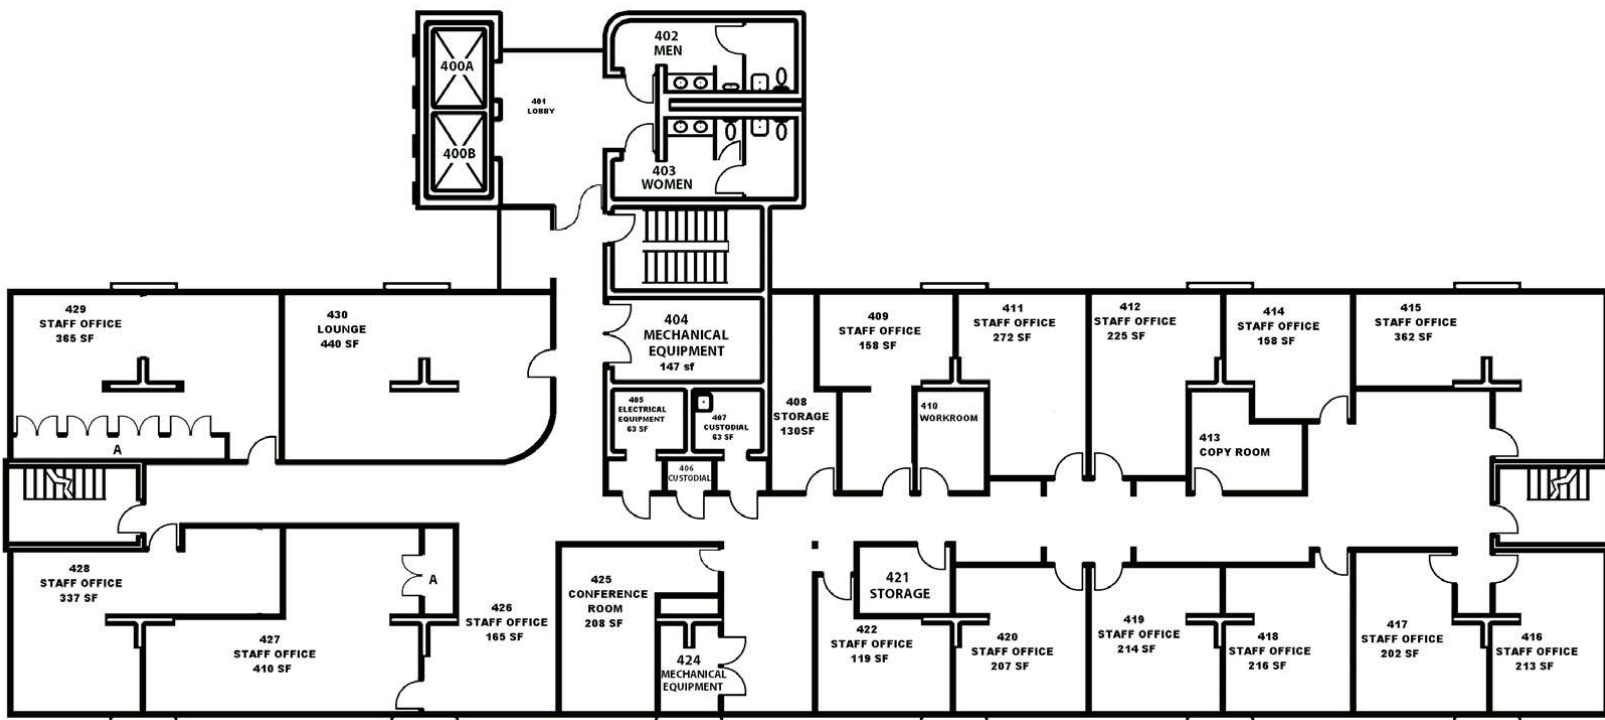 400A
400B
401
LOBBY
402
MEN
403
WOMEN
429
STAFF OFFICE
365 SF
A
430
LOUNGE
440 SF
404
MECHANICAL
EQUIPMENT
147 sf
405
ELECTRICAL
EQUIPMENT
63 SF
407
CUSTODIAL
63 SF
406
CUSTODIAL
408
STORAGE
130SF
409
STAFF OFFICE
158 SF
410
WORKROOM
411
STAFF OFFICE
272 SF
412
STAFF OFFICE
225 SF
414
STAFF OFFICE
158 SF
413
COPY ROOM
415
STAFF OFFICE
362 SF
428
STAFF OFFICE
337 SF
427
STAFF OFFICE
410 SF
A
426
STAFF OFFICE
165 SF
425
CONFERENCE
ROOM
208 SF
424
MECHANICAL
EQUIPMENT
421
STORAGE
422
STAFF OFFICE
119 SF
420
STAFF OFFICE
207 SF
419
STAFF OFFICE
214 SF
418
STAFF OFFICE
216 SF
417
STAFF OFFICE
202 SF
416
STAFF OFFICE
213 SF